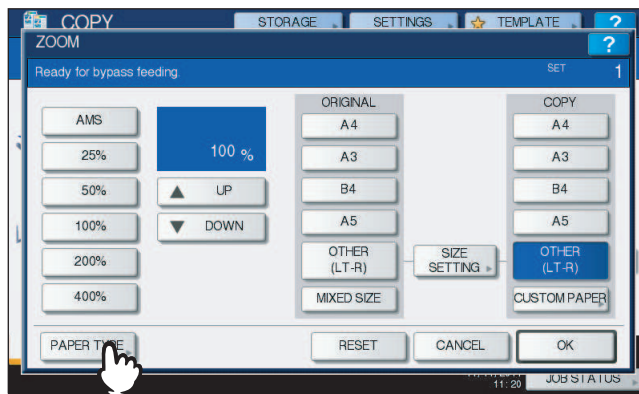 COPY STORAGE SETTINGS TEMPLATE ?
ZOOM ?
Ready for bypass feeding. SET 1
ORIGINAL COPY
AMS A4 A4
25% 100 % A3 A3
50% UP B4 B4
100% DOWN A5 A5
200% OTHER (LT-R) SIZE SETTING OTHER (LT-R)
400% MIXED SIZE CUSTOM PAPER
PAPER TYPE RESET CANCEL OK
11:20 JOB STATUS